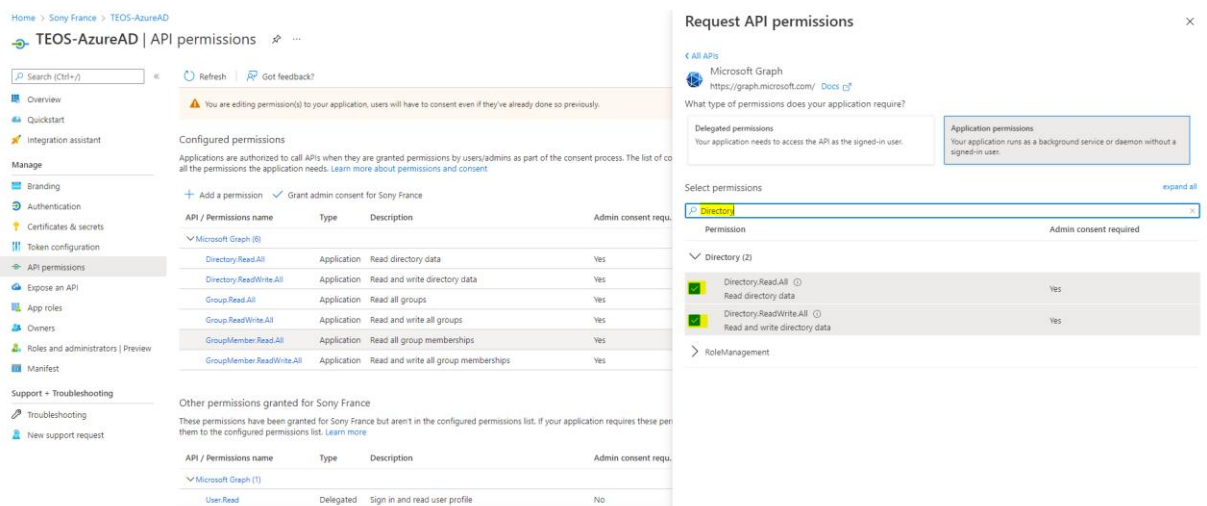 Home > Sony France > TEOS-AzureAD
TEOS-AzureAD | API permissions
Search (Ctrl+/)
Overview
Quickstart
Integration assistant
Manage
Branding
Authentication
Certificates & secrets
Token configuration
API permissions
Expose an API
App roles
Owners
Roles and administrators | Preview
Manifest
Support + Troubleshooting
Troubleshooting
New support request
Refresh | Got feedback?
You are editing permission(s) to your application, users will have to consent even if they've already done so previously.
Configured permissions
Applications are authorized to call APIs when they are granted permissions by users/admins as part of the consent process. The list of co
all the permissions the application needs. Learn more about permissions and consent
Add a permission Grant admin consent for Sony France
API / Permissions name Type Description Admin consent requ.
Microsoft Graph (6)
Directory.Read.All Application Read directory data Yes
Directory.ReadWrite.All Application Read and write directory data Yes
Group.Read.All Application Read all groups Yes
Group.ReadWrite.All Application Read and write all groups Yes
GroupMember.Read.All Application Read all group memberships Yes
GroupMember.ReadWrite.All Application Read and write all group memberships Yes
Other permissions granted for Sony France
These permissions have been granted for Sony France but aren't in the configured permissions list. If your application requires these per
them to the configured permissions list. Learn more
API / Permissions name Type Description Admin consent requ.
Microsoft Graph (1)
User.Read Delegated Sign in and read user profile No
Request API permissions
All APIs
Microsoft Graph
https://graph.microsoft.com/ Docs
What type of permissions does your application require?
Delegated permissions
Your application needs to access the API as the signed-in user.
Application permissions
Your application runs as a background service or daemon without a
signed-in user.
Select permissions expand all
Directory
Permission Admin consent required
Directory (2)
Directory.Read.All
Read directory data
Yes
Directory.ReadWrite.All
Read and write directory data
Yes
RoleManagement